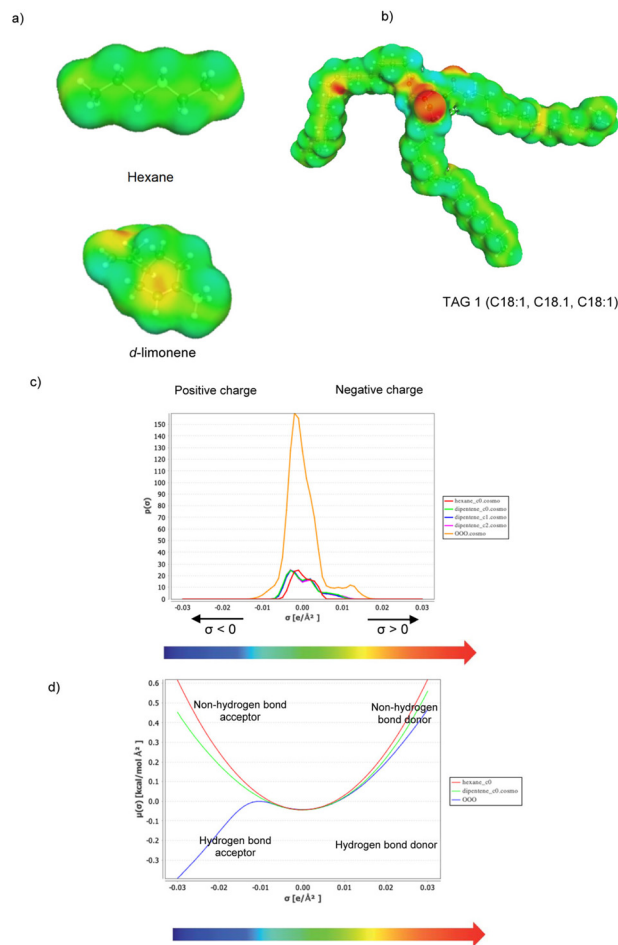 a)
b)
Hexane
d-limonene
TAG 1 (C18:1, C18.1, C18:1)
c)
Positive charge
Negative charge
150
140
130
120
110
100
90
80
70
60
50
40
30
20
10
0
p(σ)
-0.03
-0.02
-0.01
0.00
0.01
0.02
0.03
σ [e/Å²]
hexane_c0.cosmo
dipentene_c0.cosmo
dipentene_c1.cosmo
dipentene_c2.cosmo
OOO.cosmo
σ < 0
σ > 0
d)
0.6
0.5
0.4
0.3
0.2
0.1
0.0
-0.1
-0.2
-0.3
μ(σ) [kcal/mol Å²]
Non-hydrogen bond
acceptor
Non-hydrogen
bond donor
Hydrogen bond
acceptor
Hydrogen bond donor
-0.03
-0.02
-0.01
0.00
0.01
0.02
0.03
σ [e/Å²]
hexane_c0
dipentene_c0.cosmo
OOO